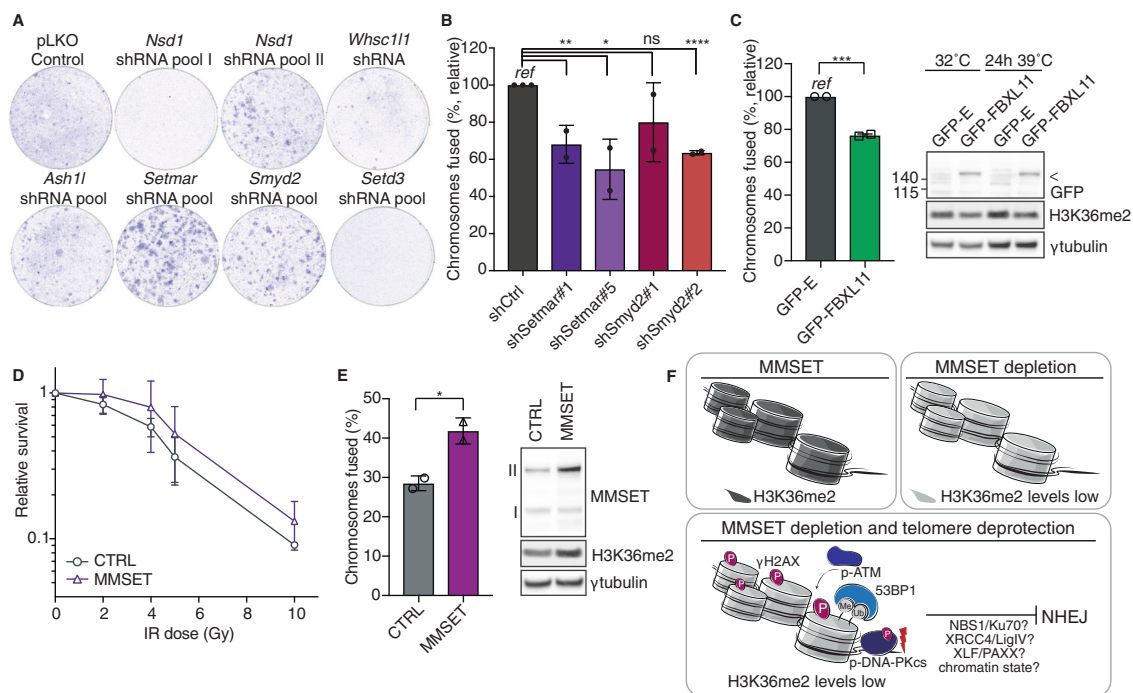 A
pLKO
Control
Nsd1
shRNA pool I
Nsd1
shRNA pool II
Whsc1l1
shRNA
Ash1l
shRNA pool
Setmar
shRNA pool
Smyd2
shRNA pool
Setd3
shRNA pool
B
Chromosomes fused (%, relative)
120
100
80
60
40
20
0
ref
**
*
ns
****
shCtrl
shSetmar#1
shSetmar#5
shSmyd2#1
shSmyd2#2
C
Chromosomes fused (%, relative)
120
100
80
60
40
20
0
ref
***
GFP-E
GFP-FBXL11
32°C 24h 39°C
GFP-E
GFP-FBXL11
GFP-E
GFP-FBXL11
140
115
<
GFP
H3K36me2
γtubulin
D
Relative survival
1
0.1
CTRL
MMSET
0 2 4 6 8 10
IR dose (Gy)
E
Chromosomes fused (%)
50
40
30
20
10
0
*
CTRL
MMSET
CTRL
MMSET
II
I
MMSET
H3K36me2
γtubulin
F
MMSET
H3K36me2
MMSET depletion
H3K36me2 levels low
MMSET depletion and telomere deprotection
P
P
P
P
γH2AX
p-ATM
53BP1
Me
Ub
P
p-DNA-PKcs
NHEJ
NBS1/Ku70?
XRCC4/LigIV?
XLF/PAXX?
chromatin state?
H3K36me2 levels low